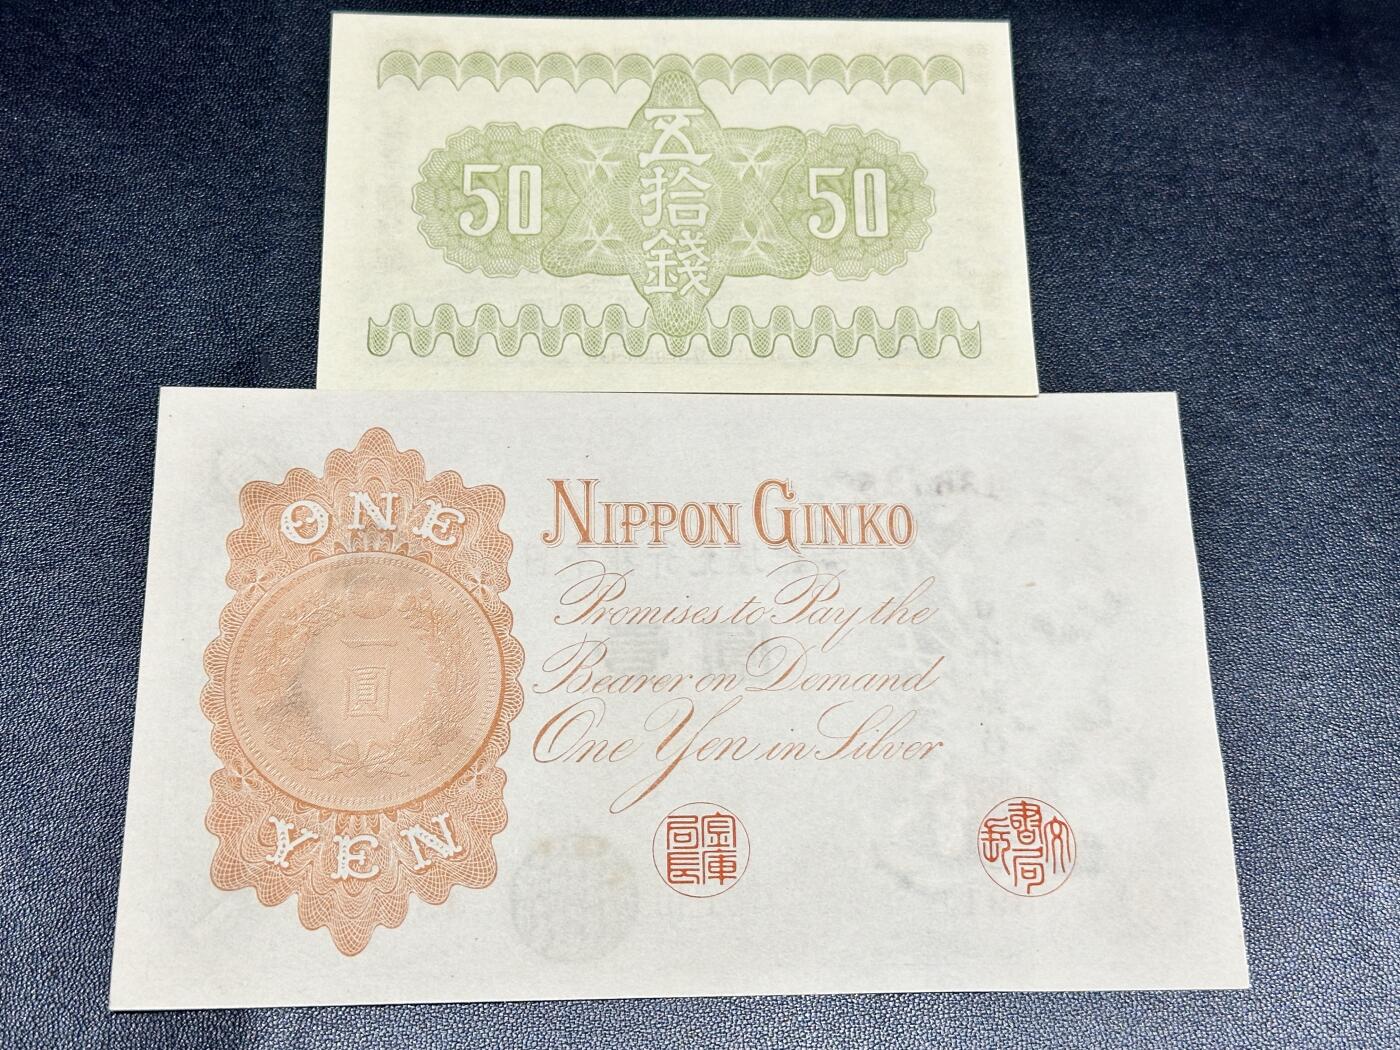 50
五拾錢
50
ONE
一圓
YEN
NIPPON GINKO
Promises to Pay the
Bearer on Demand
One Yen in Silver
金庫局長
文書局長